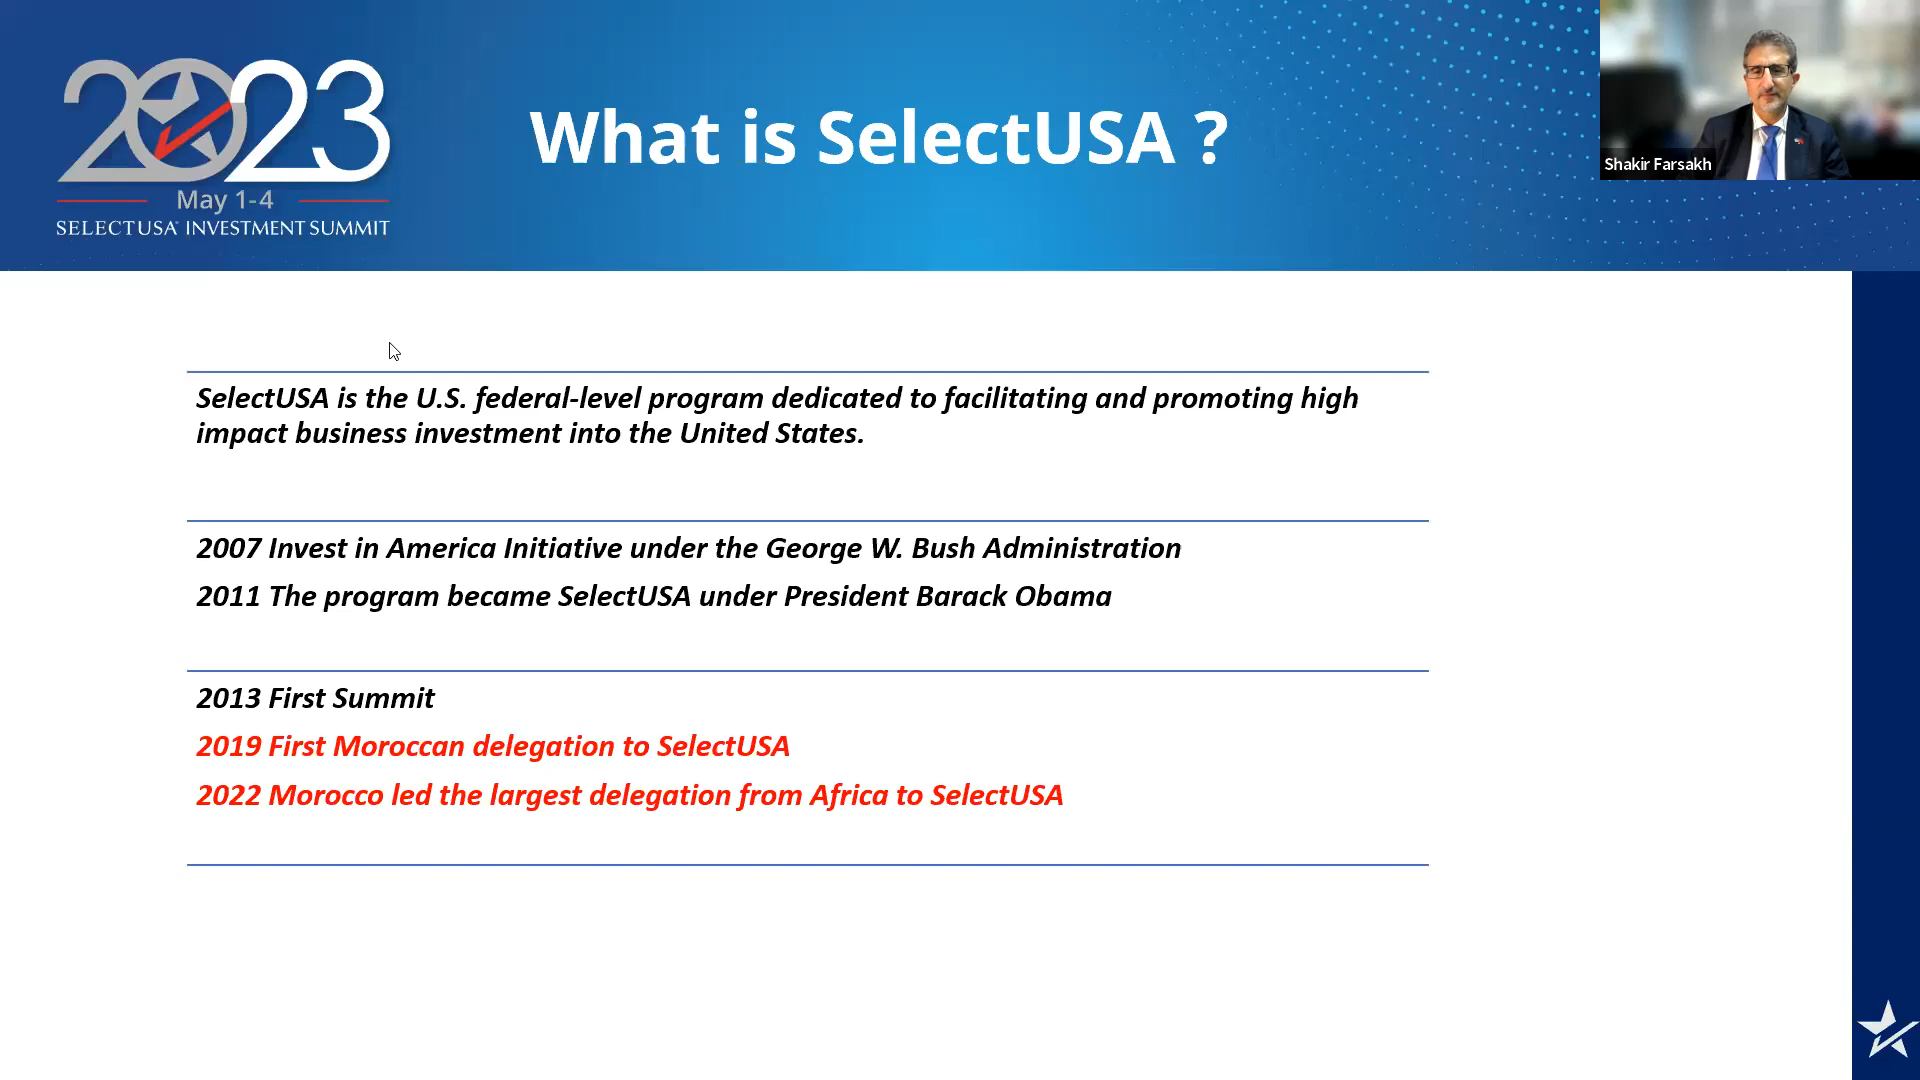 2023
May 1-4
SELECTUSA INVESTMENT SUMMIT
What is SelectUSA ?
Shakir Farsakh
SelectUSA is the U.S. federal-level program dedicated to facilitating and promoting high
impact business investment into the United States.
2007 Invest in America Initiative under the George W. Bush Administration
2011 The program became SelectUSA under President Barack Obama
2013 First Summit
2019 First Moroccan delegation to SelectUSA
2022 Morocco led the largest delegation from Africa to SelectUSA